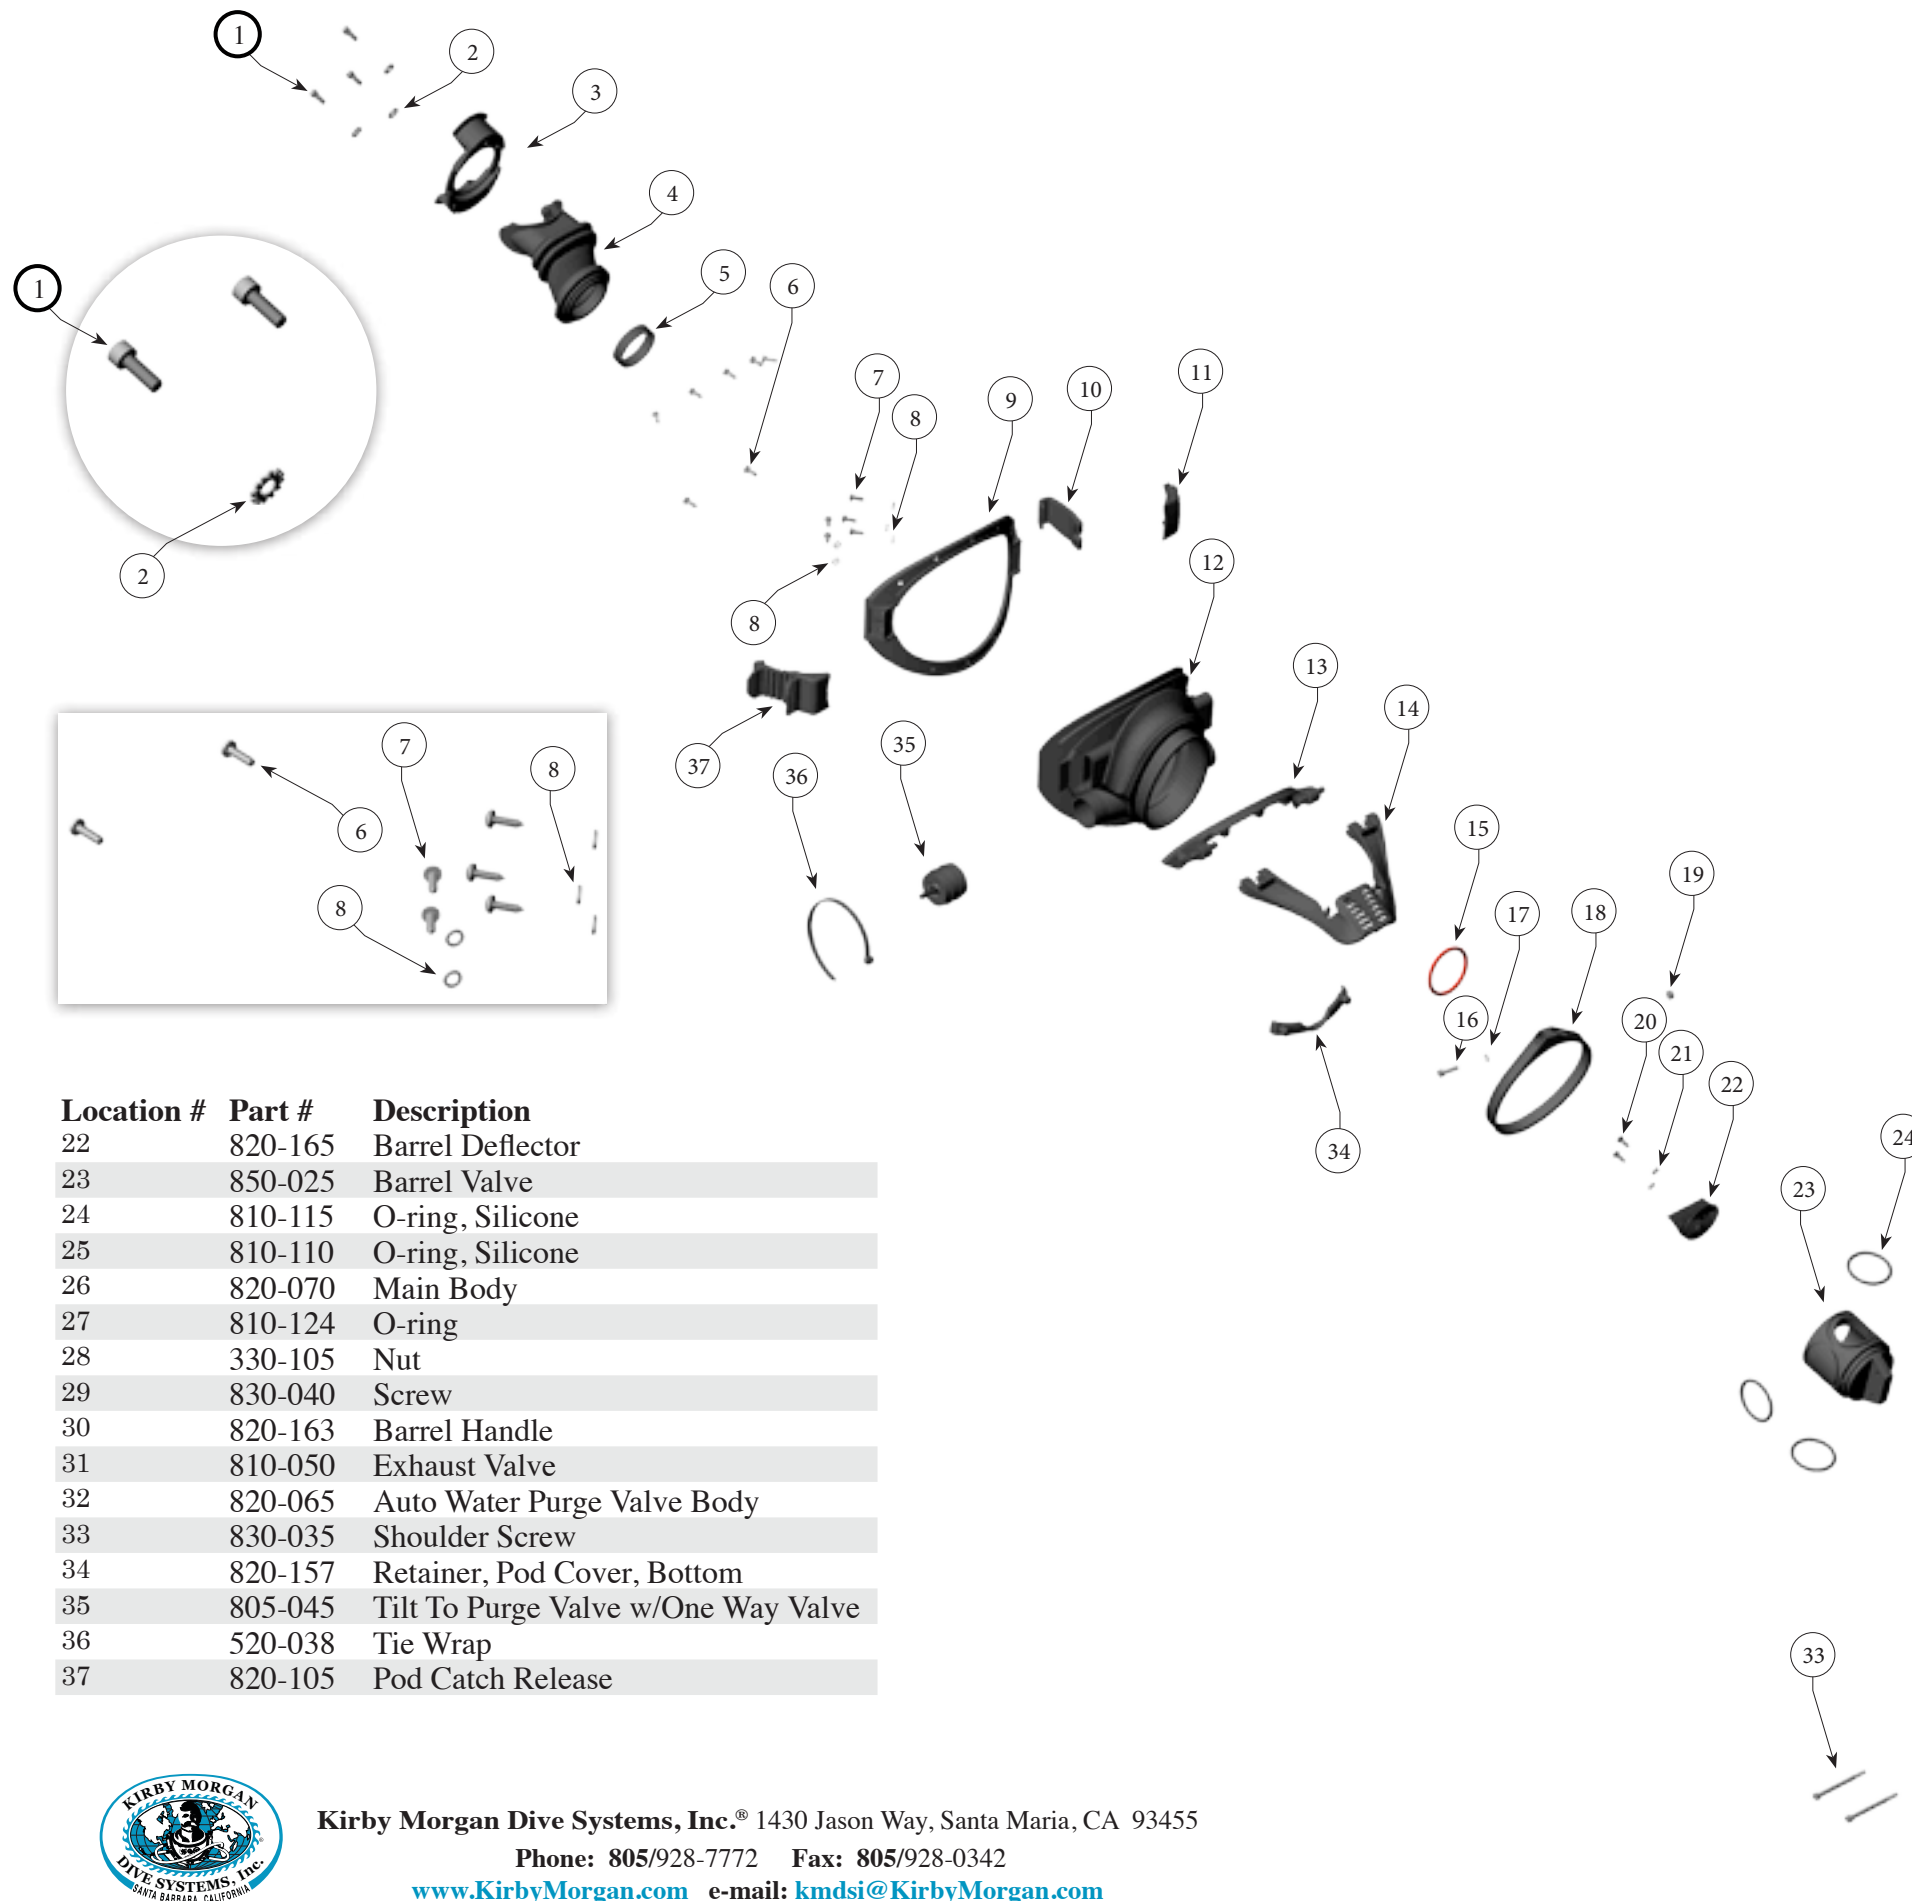 1
2
3
4
5
6
7
8
9
10
11
12
13
14
15
16
17
18
19
20
21
22
23
24
33
34
35
36
37
8
1
2
6
7
8
8
Location # Part # Description
22 820-165 Barrel Deflector
23 850-025 Barrel Valve
24 810-115 O-ring, Silicone
25 810-110 O-ring, Silicone
26 820-070 Main Body
27 810-124 O-ring
28 330-105 Nut
29 830-040 Screw
30 820-163 Barrel Handle
31 810-050 Exhaust Valve
32 820-065 Auto Water Purge Valve Body
33 830-035 Shoulder Screw
34 820-157 Retainer, Pod Cover, Bottom
35 805-045 Tilt To Purge Valve w/One Way Valve
36 520-038 Tie Wrap
37 820-105 Pod Catch Release
KIRBY MORGAN
DIVE SYSTEMS, Inc.
SANTA BARBARA, CALIFORNIA
®
Kirby Morgan Dive Systems, Inc.® 1430 Jason Way, Santa Maria, CA 93455
Phone: 805/928-7772 Fax: 805/928-0342
www.KirbyMorgan.com e-mail: kmdsi@KirbyMorgan.com